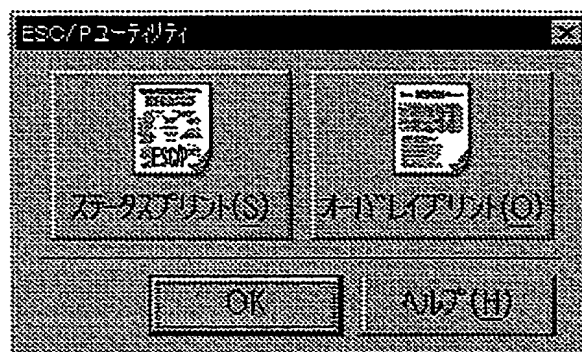 ESC/Pユーティリティ
ESC/P
ステータスプリント(S)
オーバレイプリント(O)
OK
ヘルプ(H)